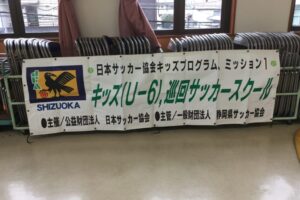 日本サッカー協会キッズプログラム、ミッション1
キッズ(U-6)、巡回サッカースクール
SHIZUOKA
●主催/公益財団法人 日本サッカー協会 ●主管/一般財団法人 静岡県サッカー協会